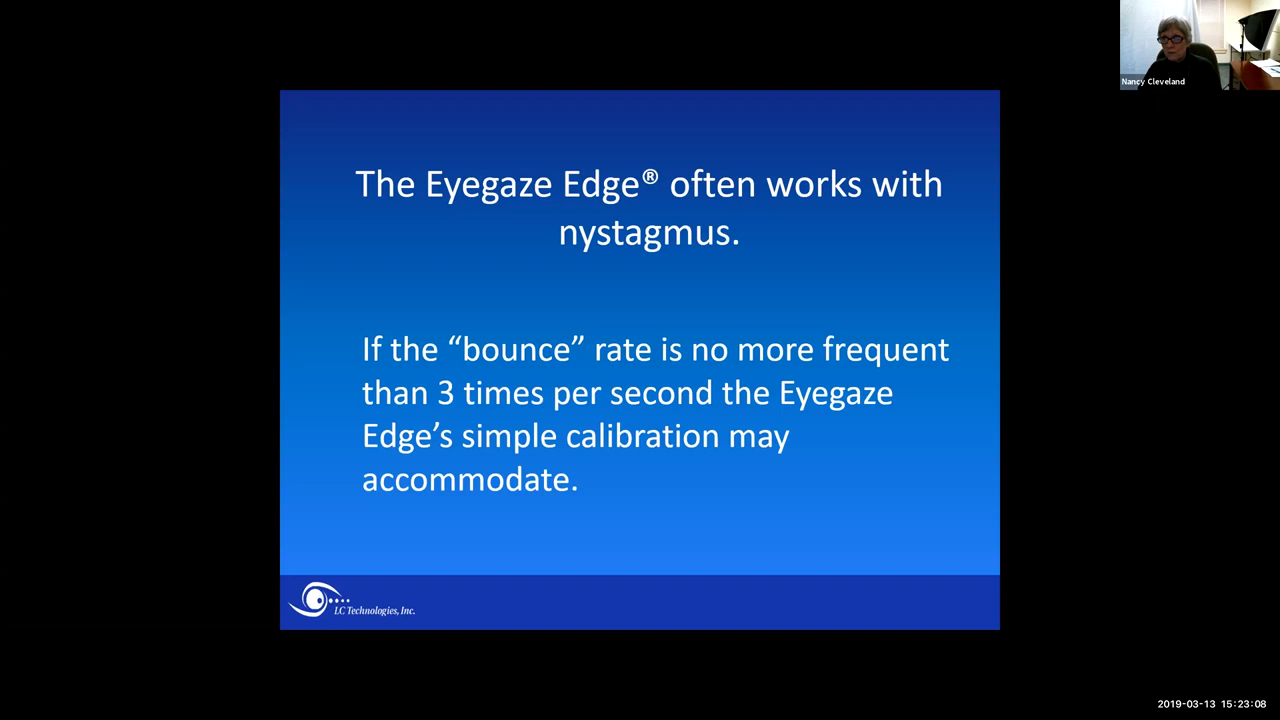 Nancy Cleveland
The Eyegaze Edge® often works with
nystagmus.
If the “bounce” rate is no more frequent
than 3 times per second the Eyegaze
Edge’s simple calibration may
accommodate.
LC Technologies, Inc.
2019-03-13 15:23:08